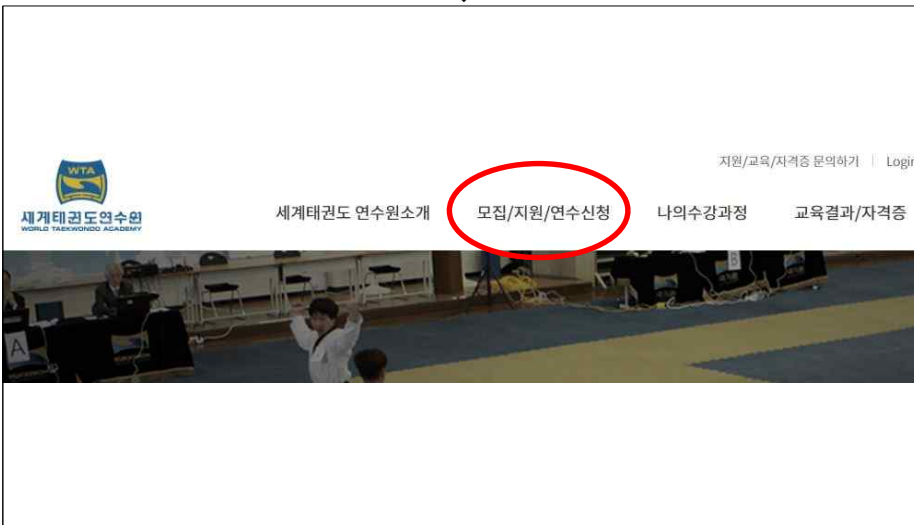 지원/교육/자격증 문의하기 Login
WTA
세계태권도연수원
WORLD TAEKWONDO ACADEMY
세계태권도 연수원소개 모집/지원/연수신청 나의수강과정 교육결과/자격증
A
B